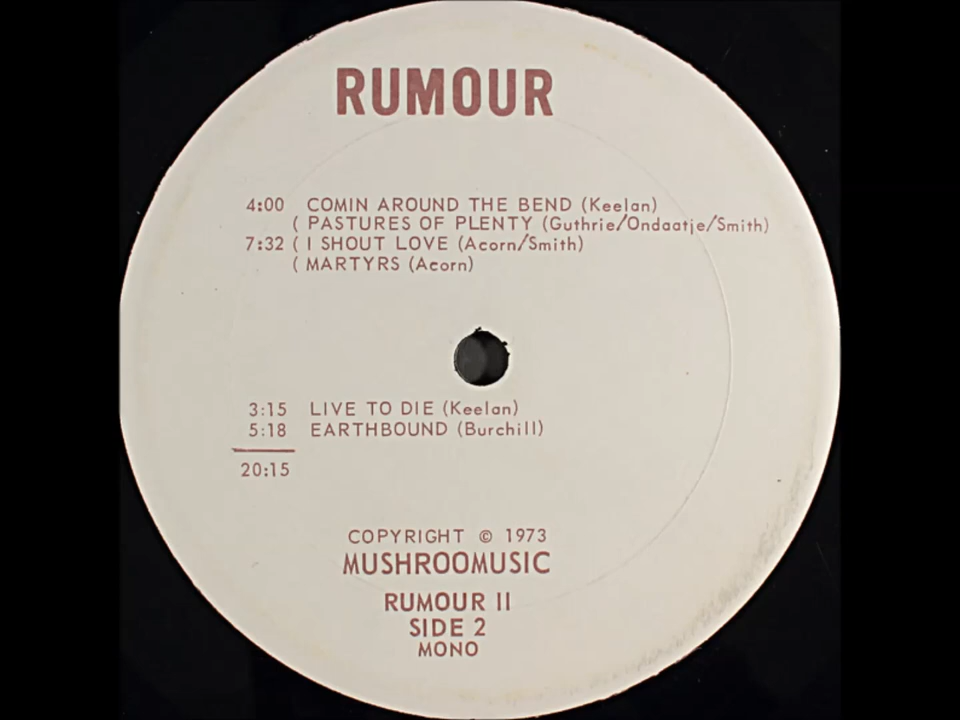 RUMOUR
4:00 COMIN AROUND THE BEND (Keelan)
( PASTURES OF PLENTY (Guthrie/Ondaatje/Smith)
7:32 ( I SHOUT LOVE (Acorn/Smith)
( MARTYRS (Acorn)
3:15 LIVE TO DIE (Keelan)
5:18 EARTHBOUND (Burchill)
20:15
COPYRIGHT © 1973
MUSHROOMUSIC
RUMOUR II
SIDE 2
MONO